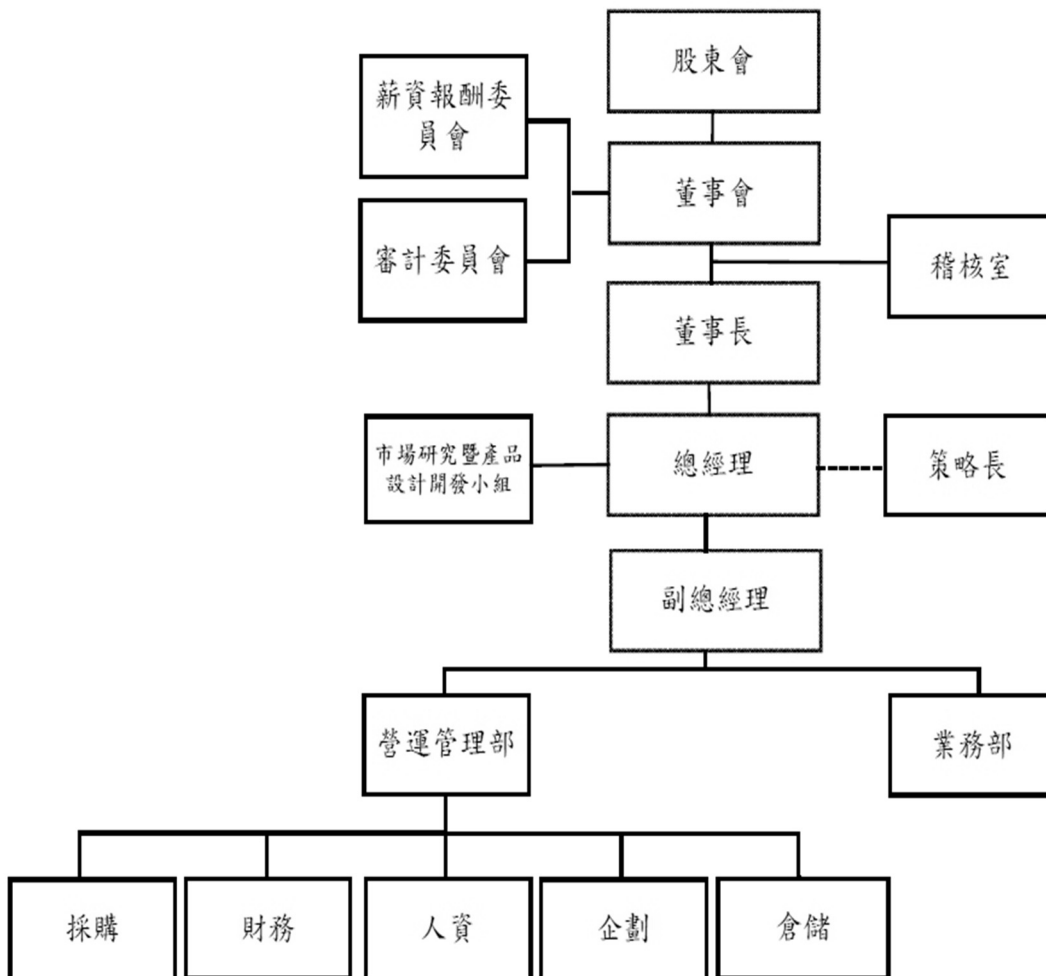 股東會
薪資報酬委
員會
董事會
審計委員會
稽核室
董事長
市場研究暨產品
設計開發小組
總經理
策略長
副總經理
營運管理部
業務部
採購
財務
人資
企劃
倉儲